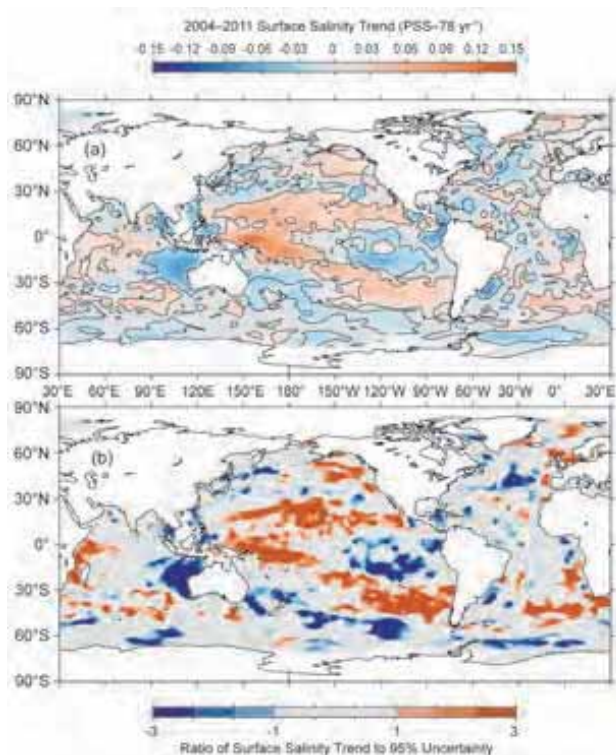 2004–2011 Surface Salinity Trend (PSS–78 yr⁻¹)
-0.15 -0.12 -0.09 -0.06 -0.03 0 0.03 0.06 0.09 0.12 0.15
90°N
60°N
(a)
30°N
0°
30°S
60°S
90°S
30°E 60°E 90°E 120E 150°E 180° 150°W 120°W 90°W 60°W 30°W 0° 30°E
90°N
60°N
(b)
30°N
0°
30°S
60°S
90°S
-3 -1 1 3
Ratio of Surface Salinity Trend to 95% Uncertainty